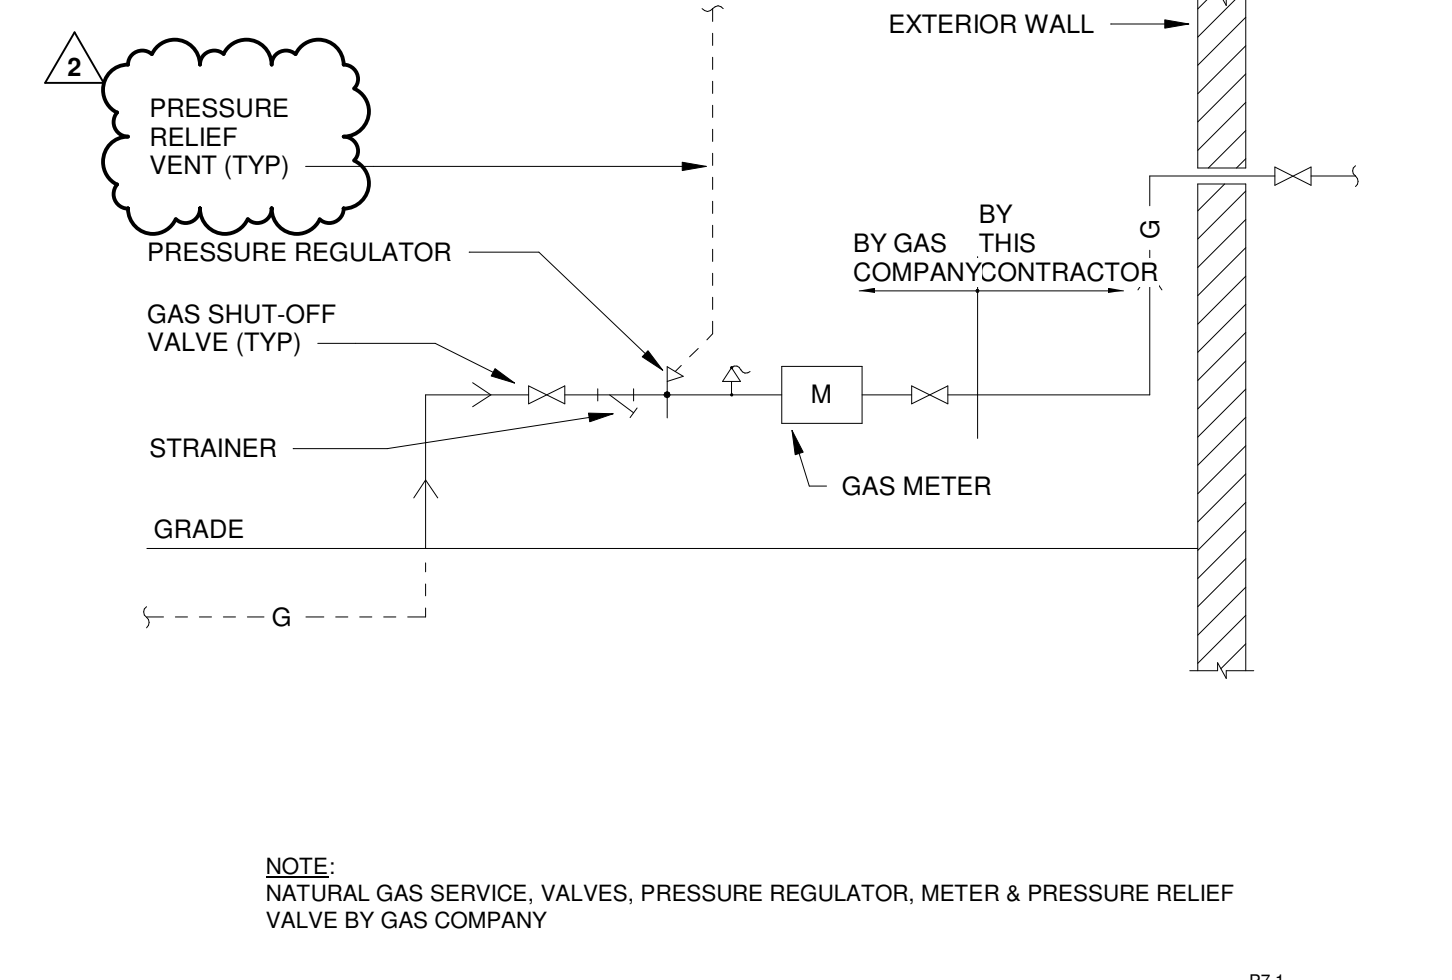 EXTERIOR WALL
2
PRESSURE
RELIEF
VENT (TYP)
PRESSURE REGULATOR
BY GAS
COMPANY
BY
THIS
CONTRACTOR
G
GAS SHUT-OFF
VALVE (TYP)
M
STRAINER
GAS METER
GRADE
G
NOTE:
NATURAL GAS SERVICE, VALVES, PRESSURE REGULATOR, METER & PRESSURE RELIEF
VALVE BY GAS COMPANY